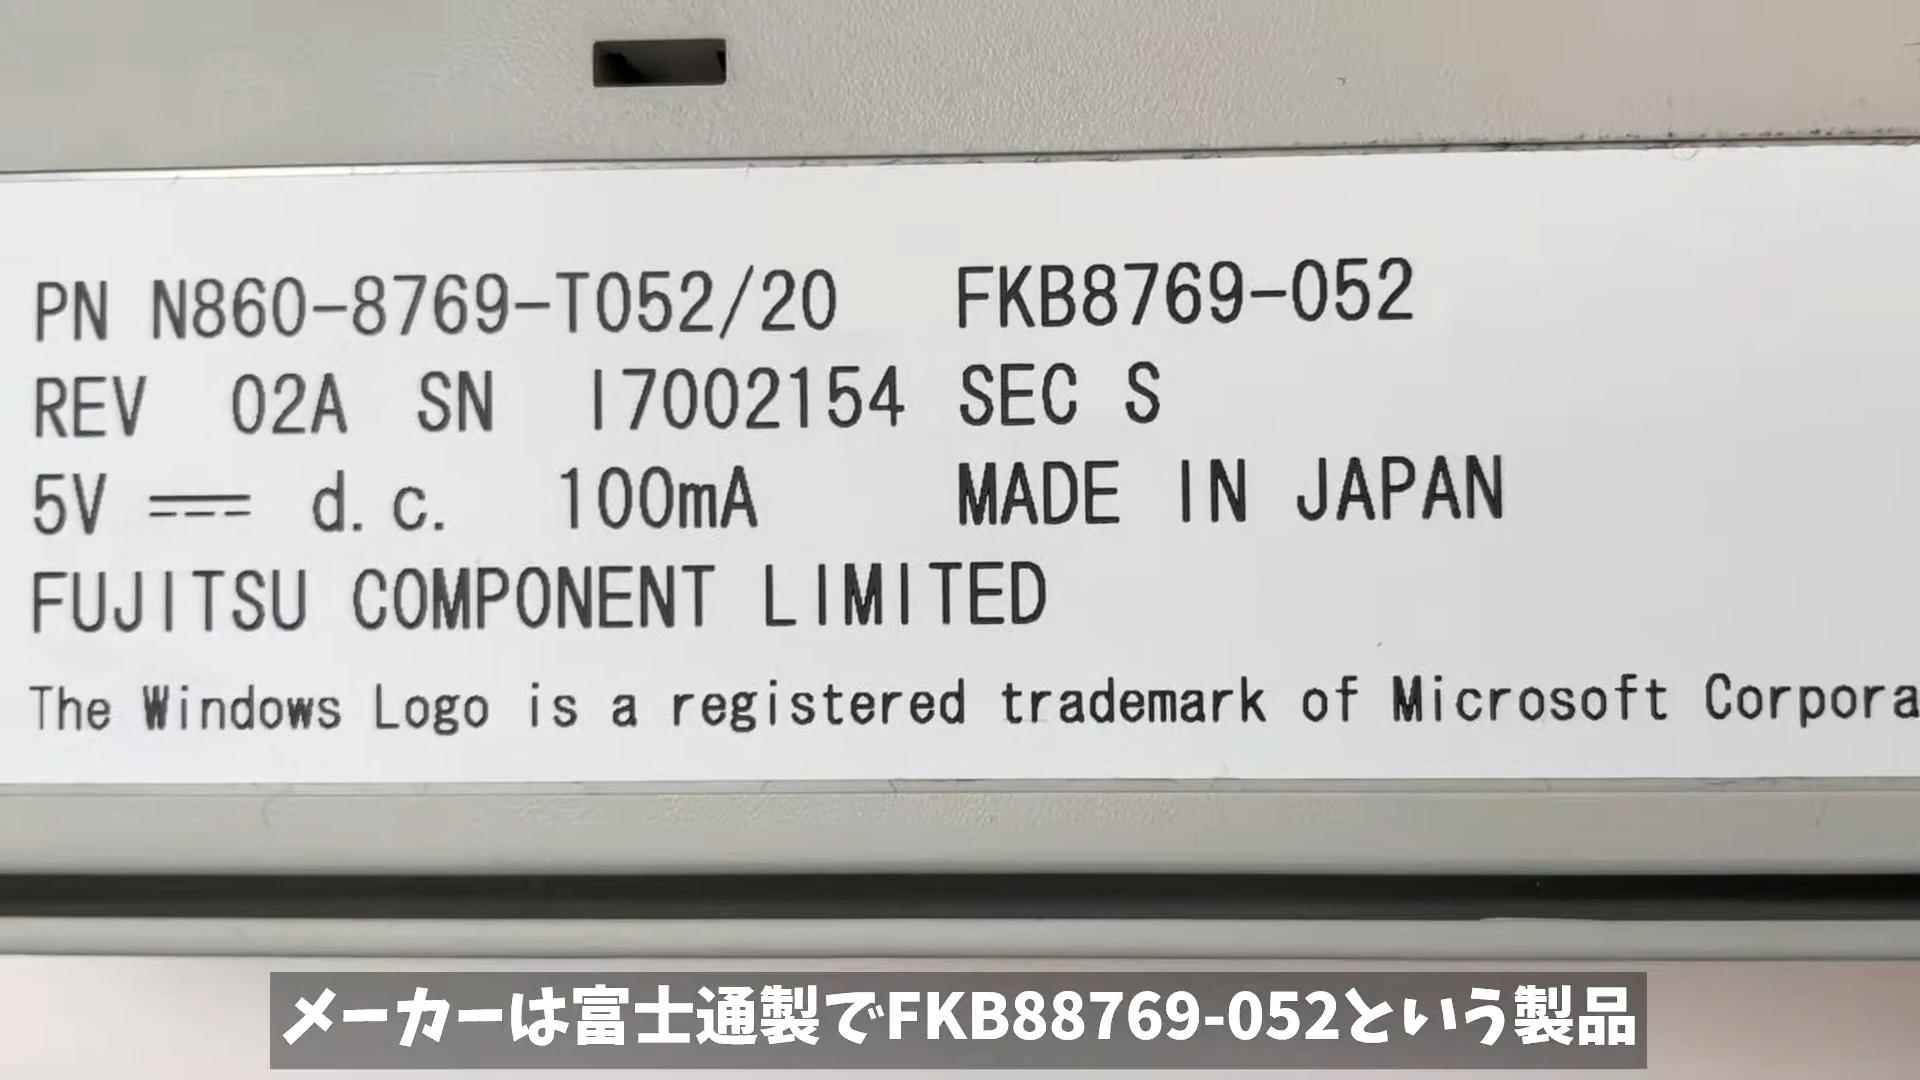 PN N860-8769-T052/20 FKB8769-052
REV 02A SN I7002154 SEC S
5V d.c. 100mA MADE IN JAPAN
FUJITSU COMPONENT LIMITED
The Windows Logo is a registered trademark of Microsoft Corpora
メーカーは富士通製でFKB88769-052という製品